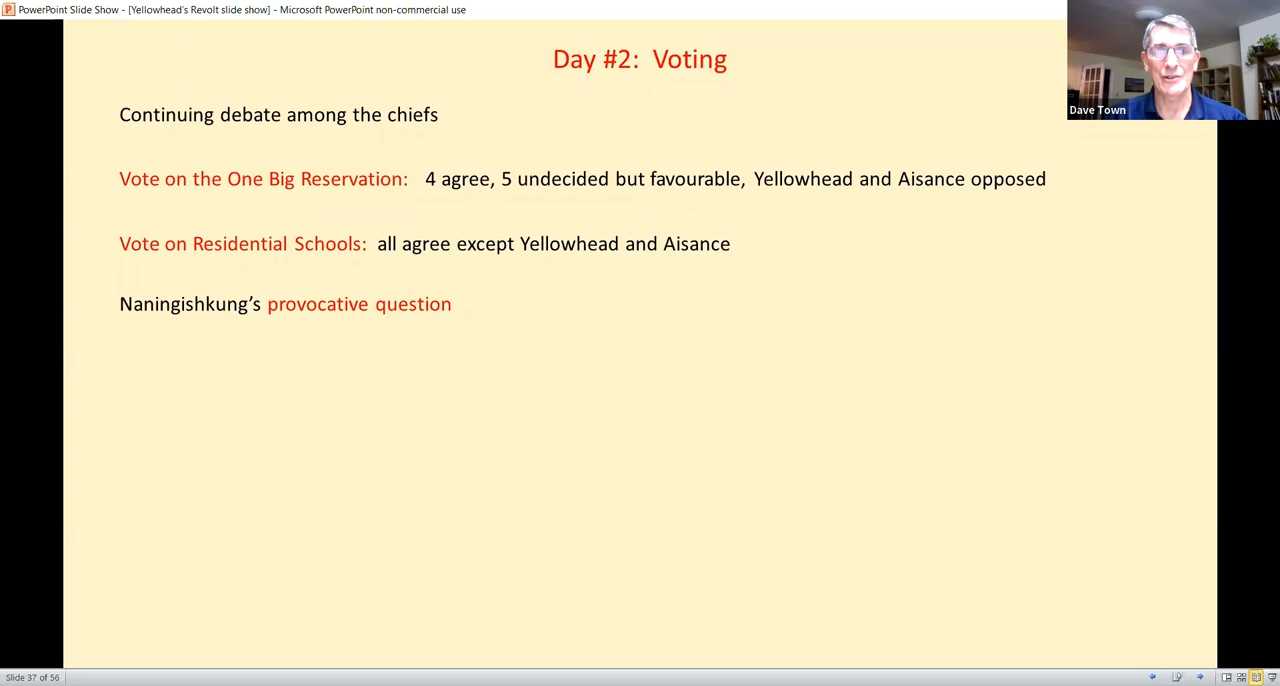 PowerPoint Slide Show - [Yellowhead's Revolt slide show] - Microsoft PowerPoint non-commercial use
Dave Town
Day #2: Voting
Continuing debate among the chiefs
Vote on the One Big Reservation: 4 agree, 5 undecided but favourable, Yellowhead and Aisance opposed
Vote on Residential Schools: all agree except Yellowhead and Aisance
Naningishkung’s provocative question
Slide 37 of 56